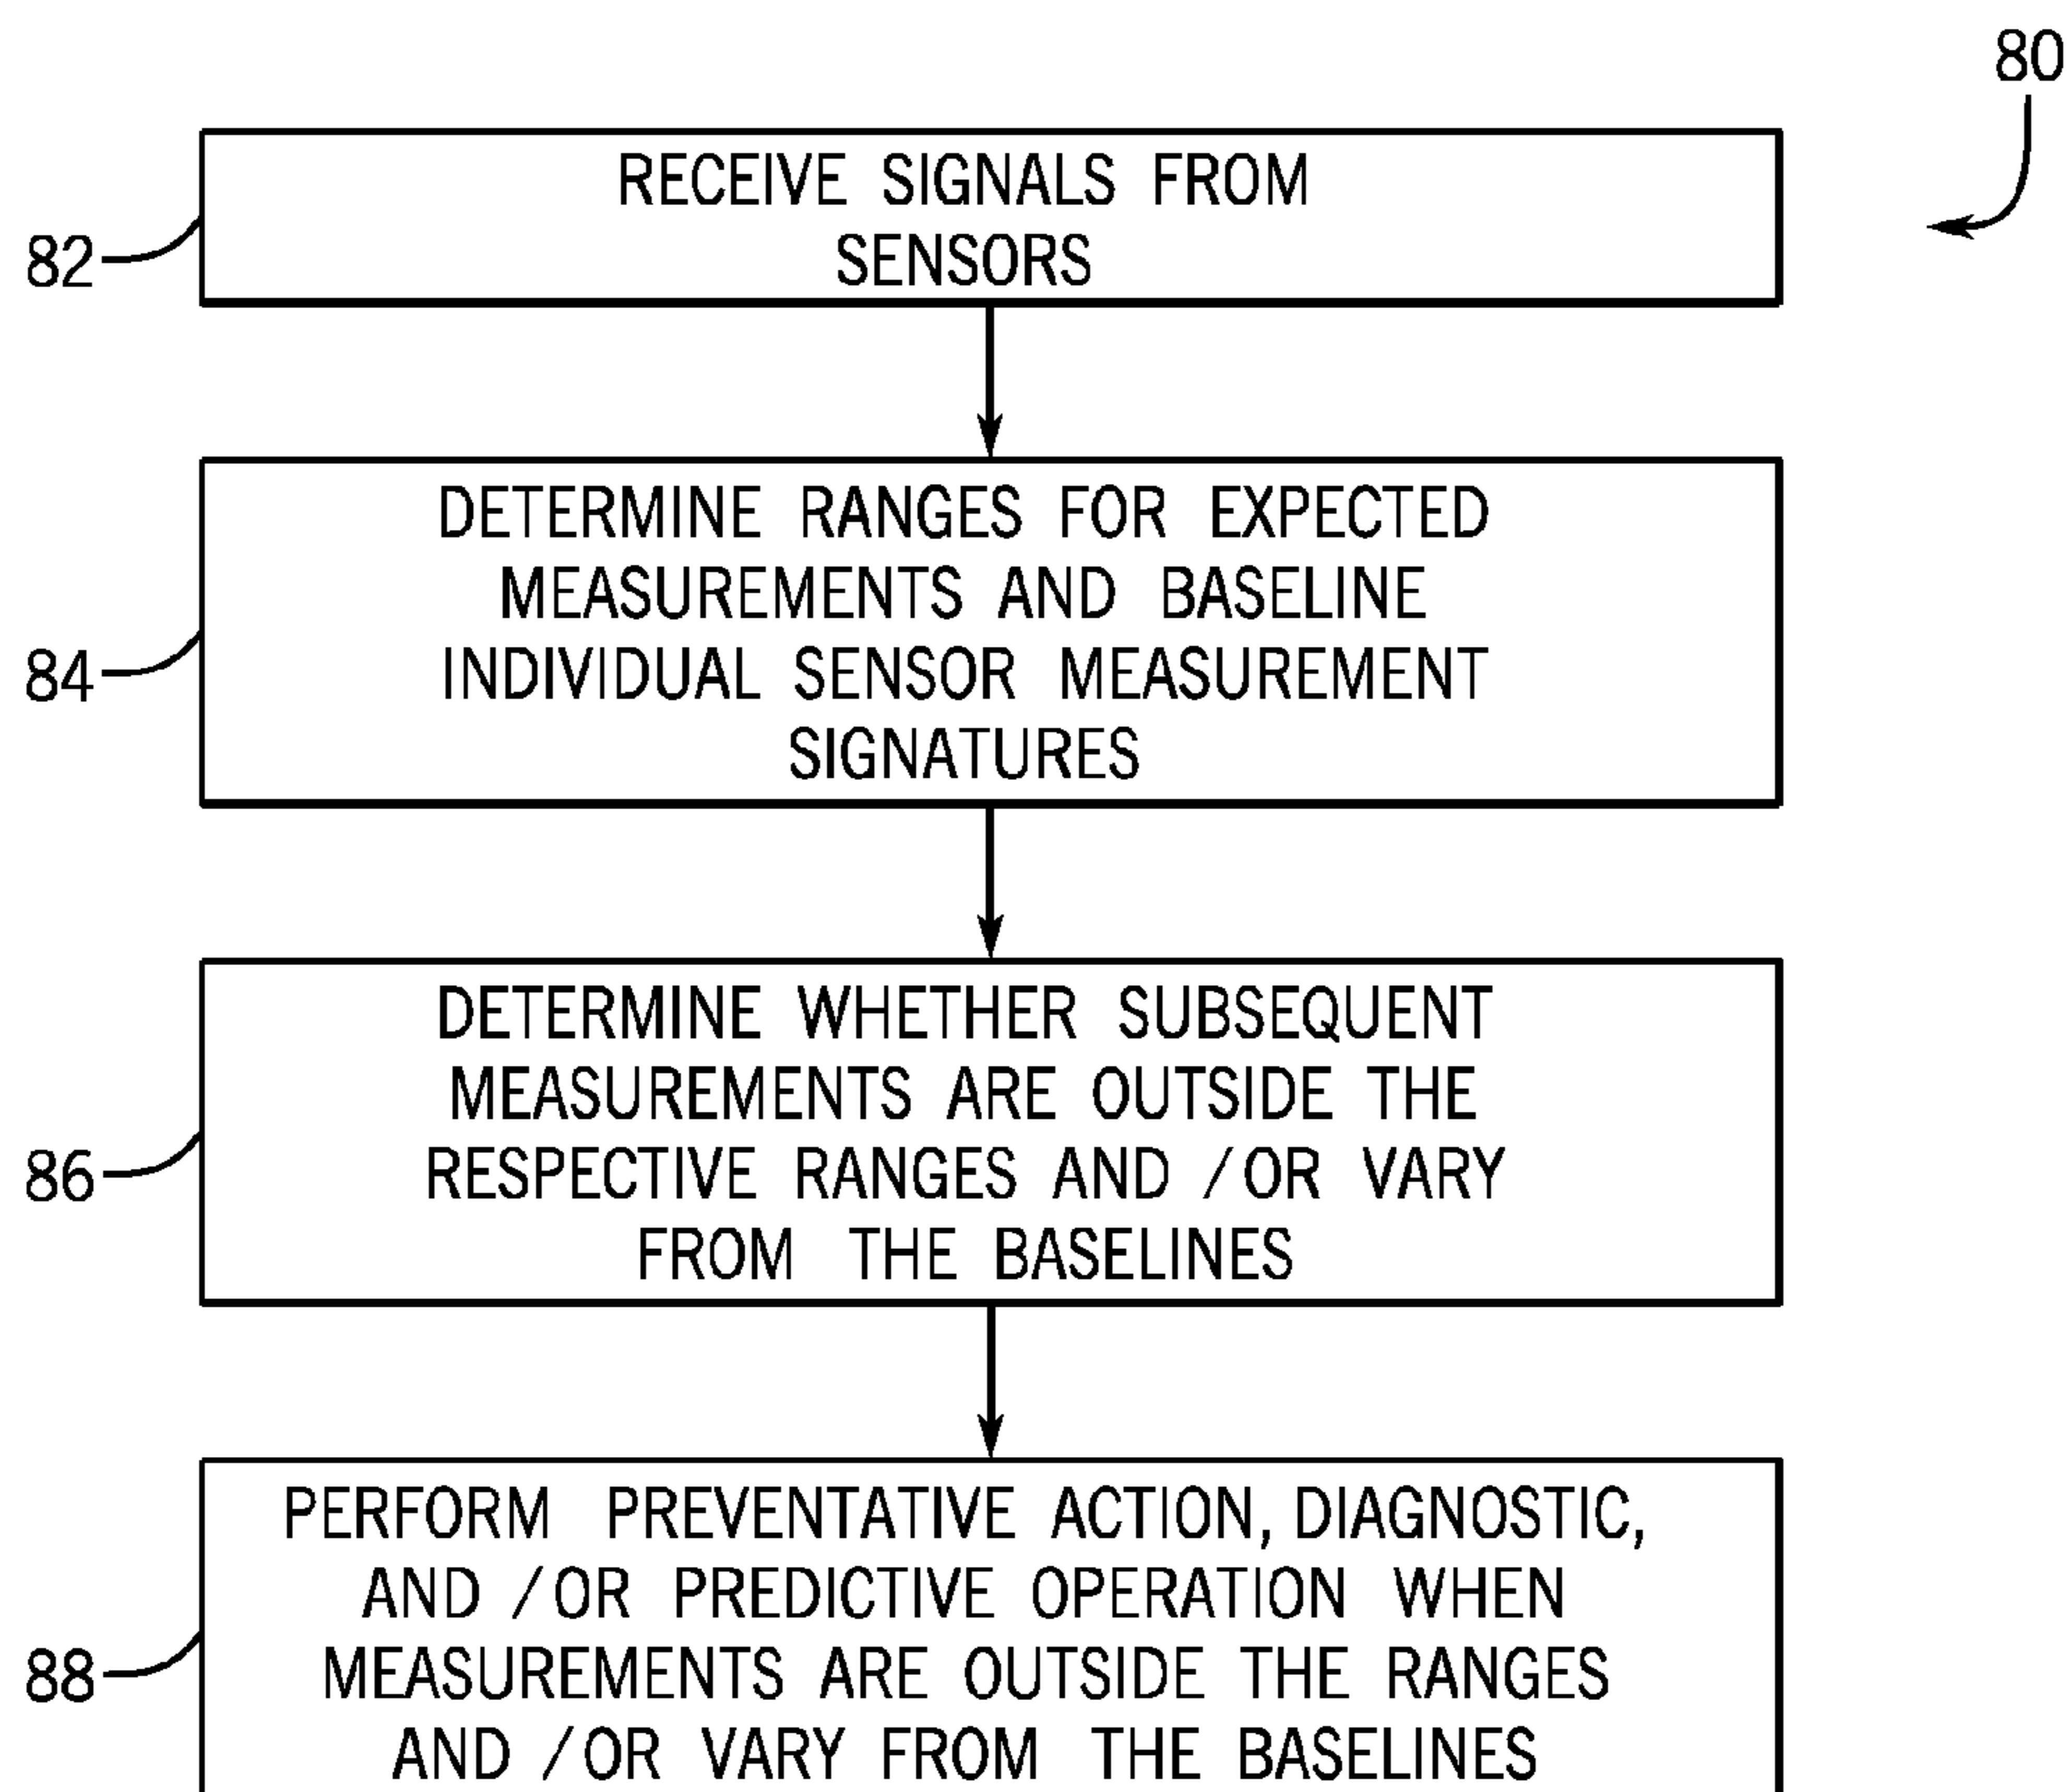 80
RECEIVE SIGNALS FROM
SENSORS
82
DETERMINE RANGES FOR EXPECTED
MEASUREMENTS AND BASELINE
INDIVIDUAL SENSOR MEASUREMENT
SIGNATURES
84
DETERMINE WHETHER SUBSEQUENT
MEASUREMENTS ARE OUTSIDE THE
RESPECTIVE RANGES AND /OR VARY
FROM THE BASELINES
86
PERFORM PREVENTATIVE ACTION, DIAGNOSTIC,
AND /OR PREDICTIVE OPERATION WHEN
MEASUREMENTS ARE OUTSIDE THE RANGES
AND /OR VARY FROM THE BASELINES
88